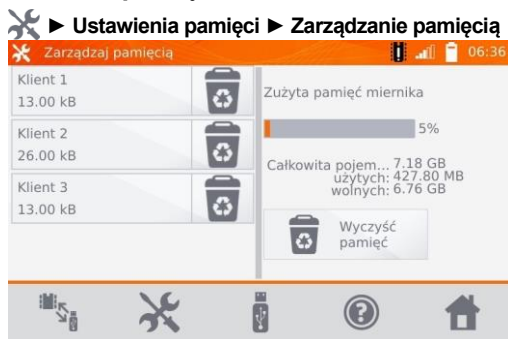 ► Ustawienia pamięci ► Zarządzanie pamięcią
Zarządzaj pamięcią
06:36
Klient 1
13.00 kB
Klient 2
26.00 kB
Klient 3
13.00 kB
Zużyta pamięć miernika
5%
Całkowita pojem... 7.18 GB
użytych: 427.80 MB
wolnych: 6.76 GB
Wyczyść
pamięć